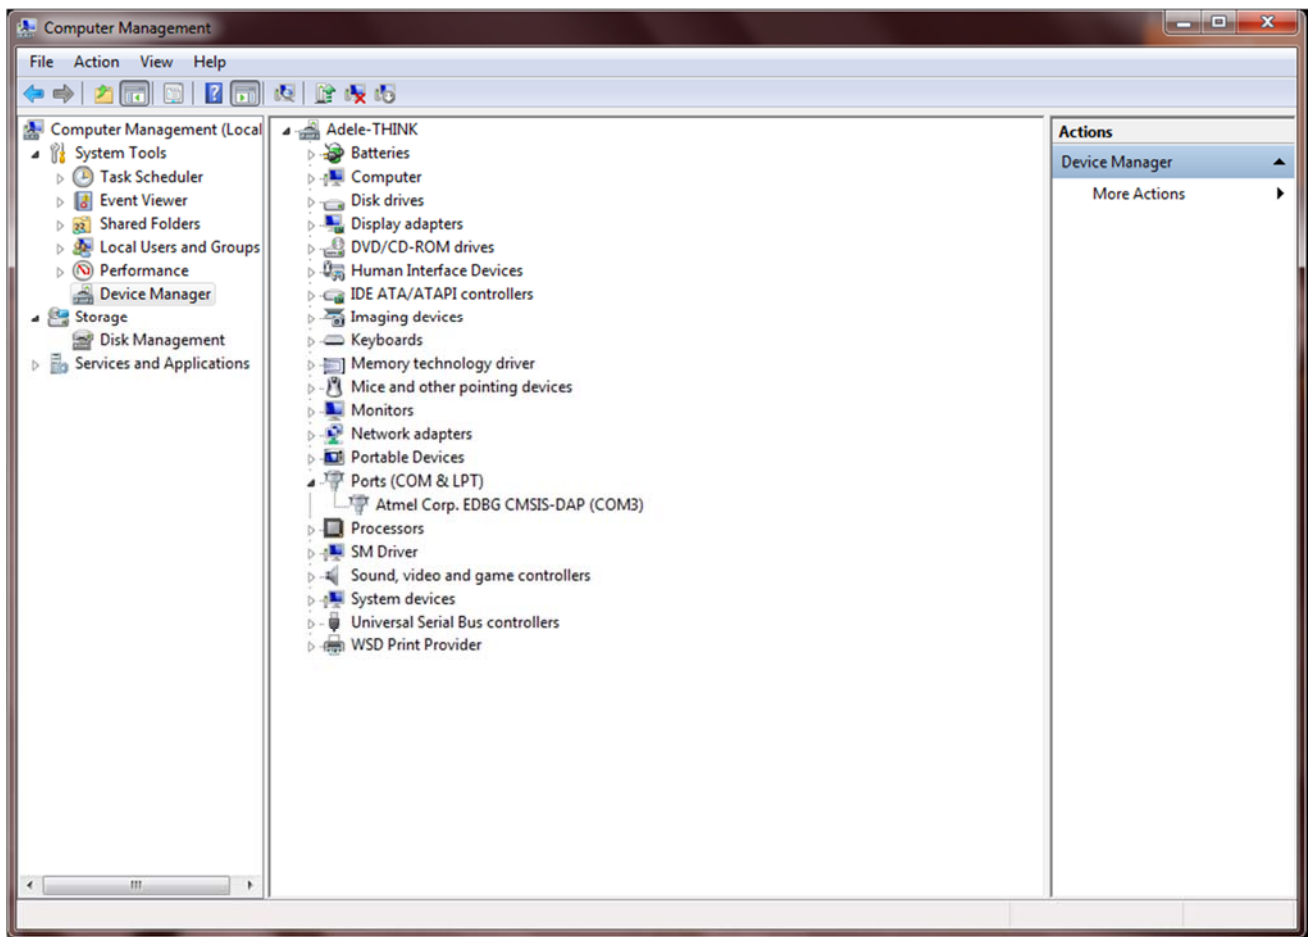 Computer Management
File Action View Help
Computer Management (Local
System Tools
Task Scheduler
Event Viewer
Shared Folders
Local Users and Groups
Performance
Device Manager
Storage
Disk Management
Services and Applications
Adele-THINK
Batteries
Computer
Disk drives
Display adapters
DVD/CD-ROM drives
Human Interface Devices
IDE ATA/ATAPI controllers
Imaging devices
Keyboards
Memory technology driver
Mice and other pointing devices
Monitors
Network adapters
Portable Devices
Ports (COM & LPT)
Atmel Corp. EDBG CMSIS-DAP (COM3)
Processors
SM Driver
Sound, video and game controllers
System devices
Universal Serial Bus controllers
WSD Print Provider
Actions
Device Manager
More Actions